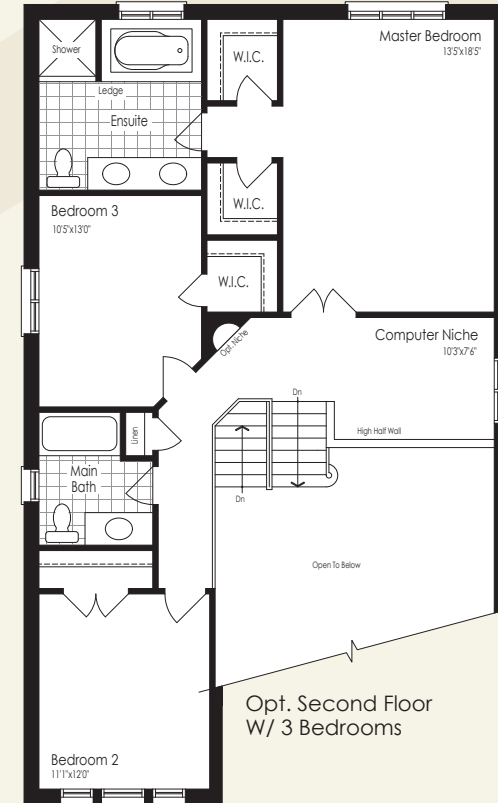 Shower
W.I.C.
Master Bedroom
13'5"x18'5"
Ledge
Ensuite
W.I.C.
Bedroom 3
10'5"x13'0"
W.I.C.
Opt. Niche
Computer Niche
10'3"x7'6"
Dn
High Half Wall
Linen
Main
Bath
Dn
Open To Below
Opt. Second Floor
W/ 3 Bedrooms
Bedroom 2
11'1"x12'0"